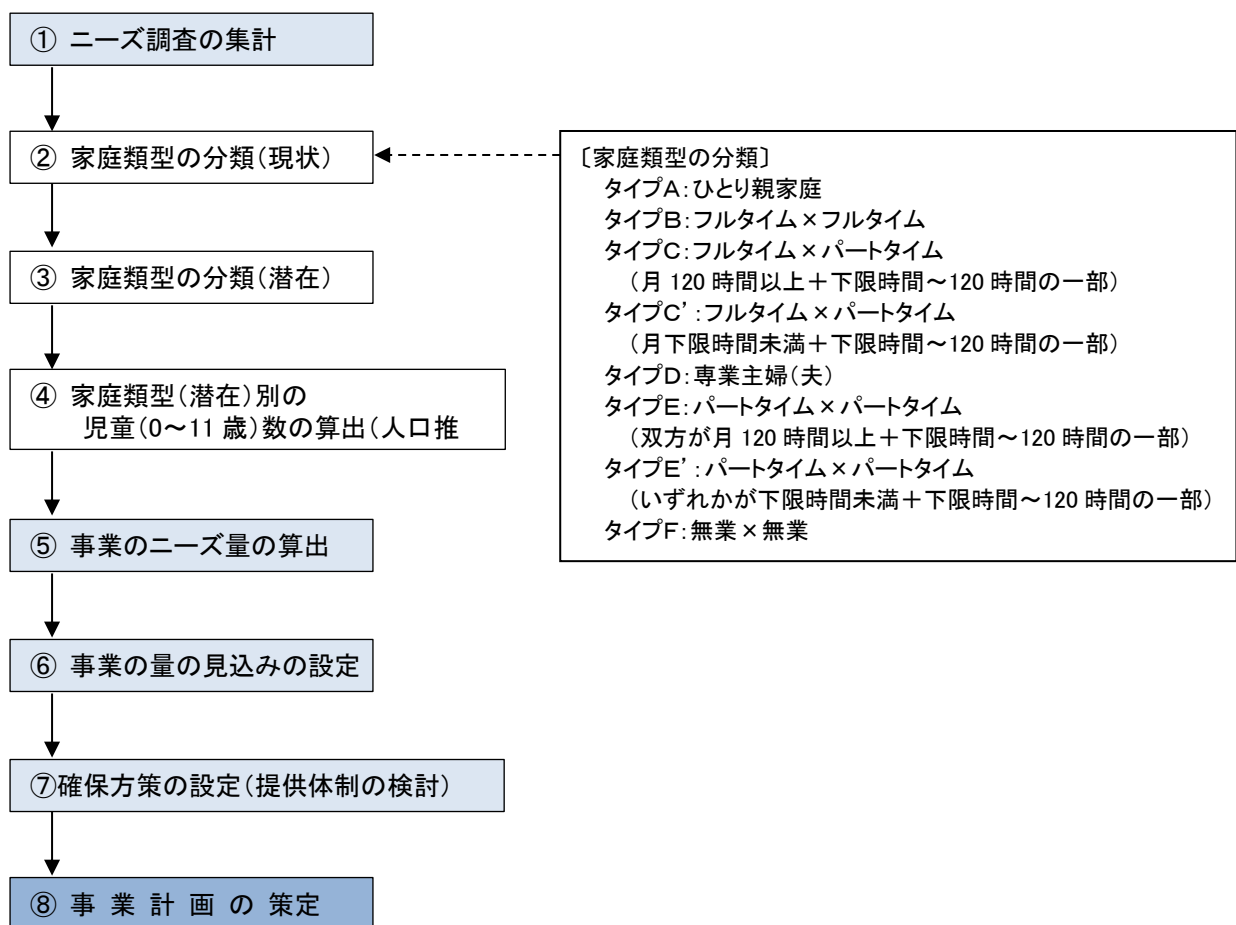 ① ニーズ調査の集計
② 家庭類型の分類(現状)
③ 家庭類型の分類(潜在)
④ 家庭類型(潜在)別の
児童(0～11 歳)数の算出(人口推
⑤ 事業のニーズ量の算出
⑥ 事業の量の見込みの設定
⑦確保方策の設定(提供体制の検討)
⑧ 事 業 計 画 の 策定
〔家庭類型の分類〕
タイプA:ひとり親家庭
タイプB:フルタイム×フルタイム
タイプC:フルタイム×パートタイム
(月 120 時間以上+下限時間～120 時間の一部)
タイプC’:フルタイム×パートタイム
(月下限時間未満+下限時間～120 時間の一部)
タイプD:専業主婦(夫)
タイプE:パートタイム×パートタイム
(双方が月 120 時間以上+下限時間～120 時間の一部)
タイプE’:パートタイム×パートタイム
(いずれかが下限時間未満+下限時間～120 時間の一部)
タイプF:無業×無業